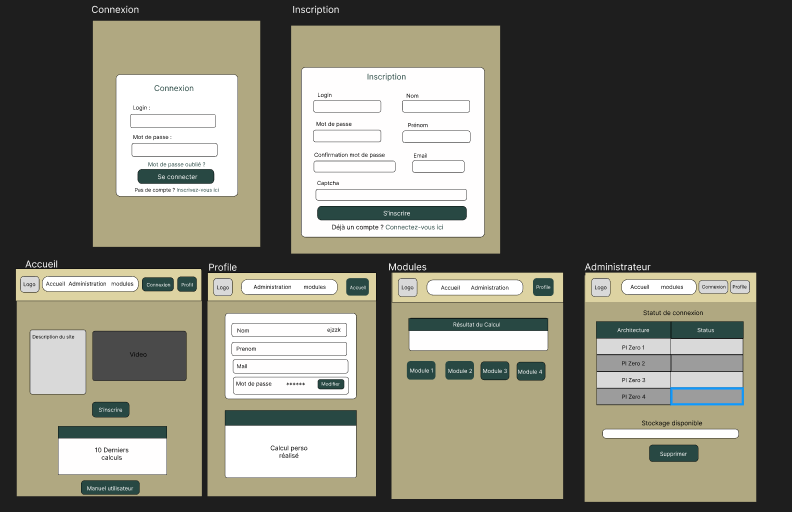 Connexion
Connexion
Login :
Mot de passe :
Mot de passe oublié ?
Se connecter
Pas de compte ? Inscrivez-vous ici
Inscription
Inscription
Login
Nom
Mot de passe
Prénom
Confirmation mot de passe
Email
Captcha
S'inscrire
Déjà un compte ? Connectez-vous ici
Accueil
Logo
Accueil Administration modules
Connexion
Profil
Description du site
Video
S'inscrire
10 Derniers
calculs
Manuel utilisateur
Profile
Logo
Administration modules
Accueil
Nom ejzzk
Prenom
Mail
Mot de passe ****** Modifier
Calcul perso
réalisé
Modules
Logo
Accueil Administration
Profile
Résultat du Calcul
Module 1 Module 2 Module 3 Module 4
Administrateur
Logo
Accueil modules
Connexion
Profile
Statut de connexion
Architecture Status
Pi Zero 1
Pi Zero 2
Pi Zero 3
Pi Zero 4
Stockage disponible
Supprimer